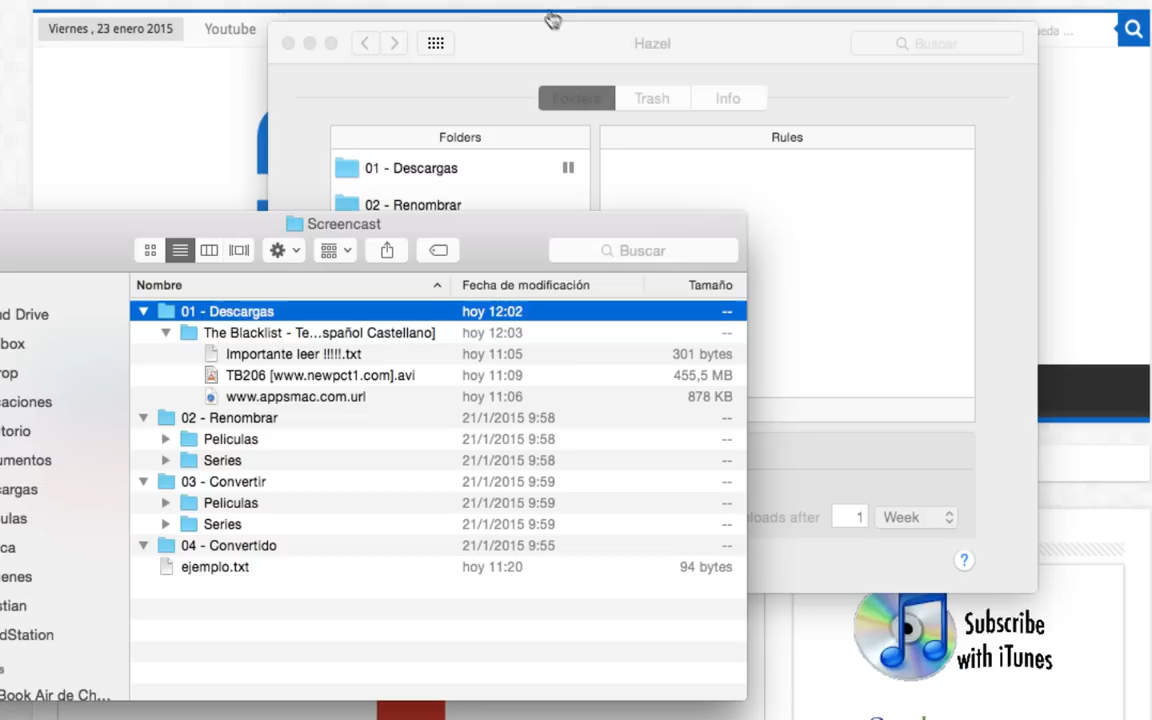 Viernes , 23 enero 2015
Youtube
Hazel
Buscar
ueda ...
Folders
Trash
Info
Folders
Rules
01 - Descargas
02 - Renombrar
Screencast
Buscar
Nombre
Fecha de modificación
Tamaño
01 - Descargas hoy 12:02 --
The Blacklist - Te...spañol Castellano] hoy 12:03 --
Importante leer !!!!!.txt hoy 11:05 301 bytes
TB206 [www.newpct1.com].avi hoy 11:09 455,5 MB
www.appsmac.com.url hoy 11:06 878 KB
02 - Renombrar 21/1/2015 9:58 --
Peliculas 21/1/2015 9:58 --
Series 21/1/2015 9:58 --
03 - Convertir 21/1/2015 9:59 --
Peliculas 21/1/2015 9:59 --
Series 21/1/2015 9:59 --
04 - Convertido 21/1/2015 9:55 --
ejemplo.txt hoy 11:20 94 bytes
ud Drive
box
rop
caciones
torio
umentos
cargas
ulas
ca
genes
stian
dStation
s
Book Air de Ch...
loads after 1 Week
?
Subscribe
with iTunes